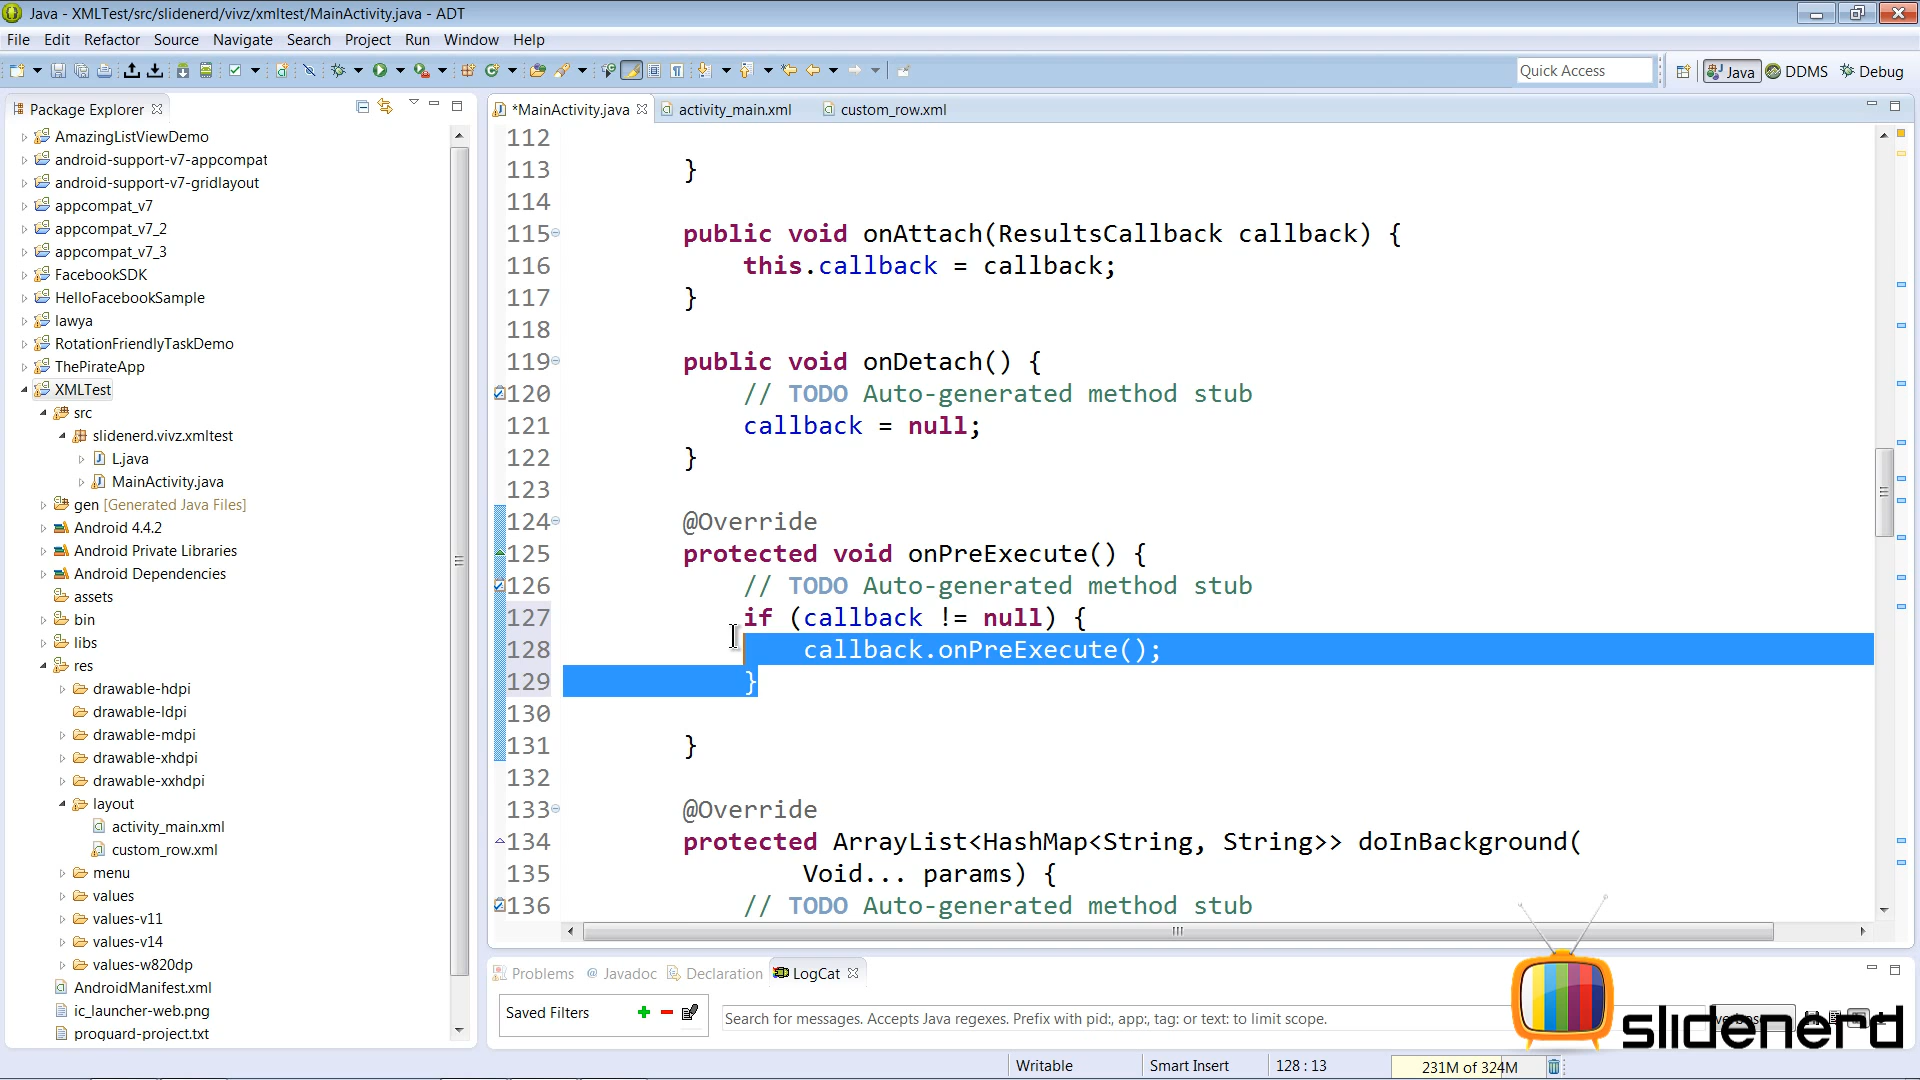 Java - XMLTest/src/slidenerd/vivz/xmltest/MainActivity.java - ADT
File Edit Refactor Source Navigate Search Project Run Window Help
Quick Access
Java DDMS Debug
Package Explorer
AmazingListViewDemo
android-support-v7-appcompat
android-support-v7-gridlayout
appcompat_v7
appcompat_v7_2
appcompat_v7_3
FacebookSDK
HelloFacebookSample
lawya
RotationFriendlyTaskDemo
ThePirateApp
XMLTest
src
slidenerd.vivz.xmltest
L.java
MainActivity.java
gen [Generated Java Files]
Android 4.4.2
Android Private Libraries
Android Dependencies
assets
bin
libs
res
drawable-hdpi
drawable-ldpi
drawable-mdpi
drawable-xhdpi
drawable-xxhdpi
layout
activity_main.xml
custom_row.xml
menu
values
values-v11
values-v14
values-w820dp
AndroidManifest.xml
ic_launcher-web.png
proguard-project.txt
*MainActivity.java activity_main.xml custom_row.xml
112
113 }
114
115 public void onAttach(ResultsCallback callback) {
116 this.callback = callback;
117 }
118
119 public void onDetach() {
120 // TODO Auto-generated method stub
121 callback = null;
122 }
123
124 @Override
125 protected void onPreExecute() {
126 // TODO Auto-generated method stub
127 if (callback != null) {
128 callback.onPreExecute();
129 }
130
131 }
132
133 @Override
134 protected ArrayList<HashMap<String, String>> doInBackground(
135 Void... params) {
136 // TODO Auto-generated method stub
Problems @ Javadoc Declaration LogCat
Saved Filters
Search for messages. Accepts Java regexes. Prefix with pid:, app:, tag: or text: to limit scope.
slidenerd
Writable Smart Insert 128 : 13 231M of 324M